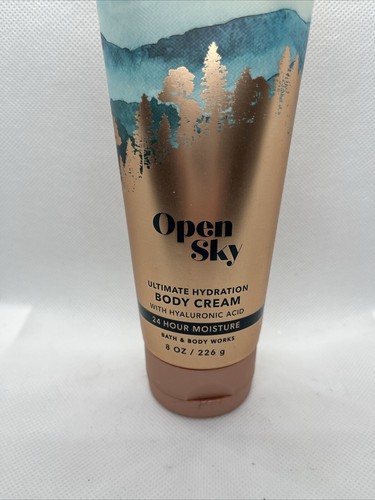 Open
Sky
ULTIMATE HYDRATION
BODY CREAM
WITH HYALURONIC ACID
24 HOUR MOISTURE
BATH & BODY WORKS
8 OZ / 226 g